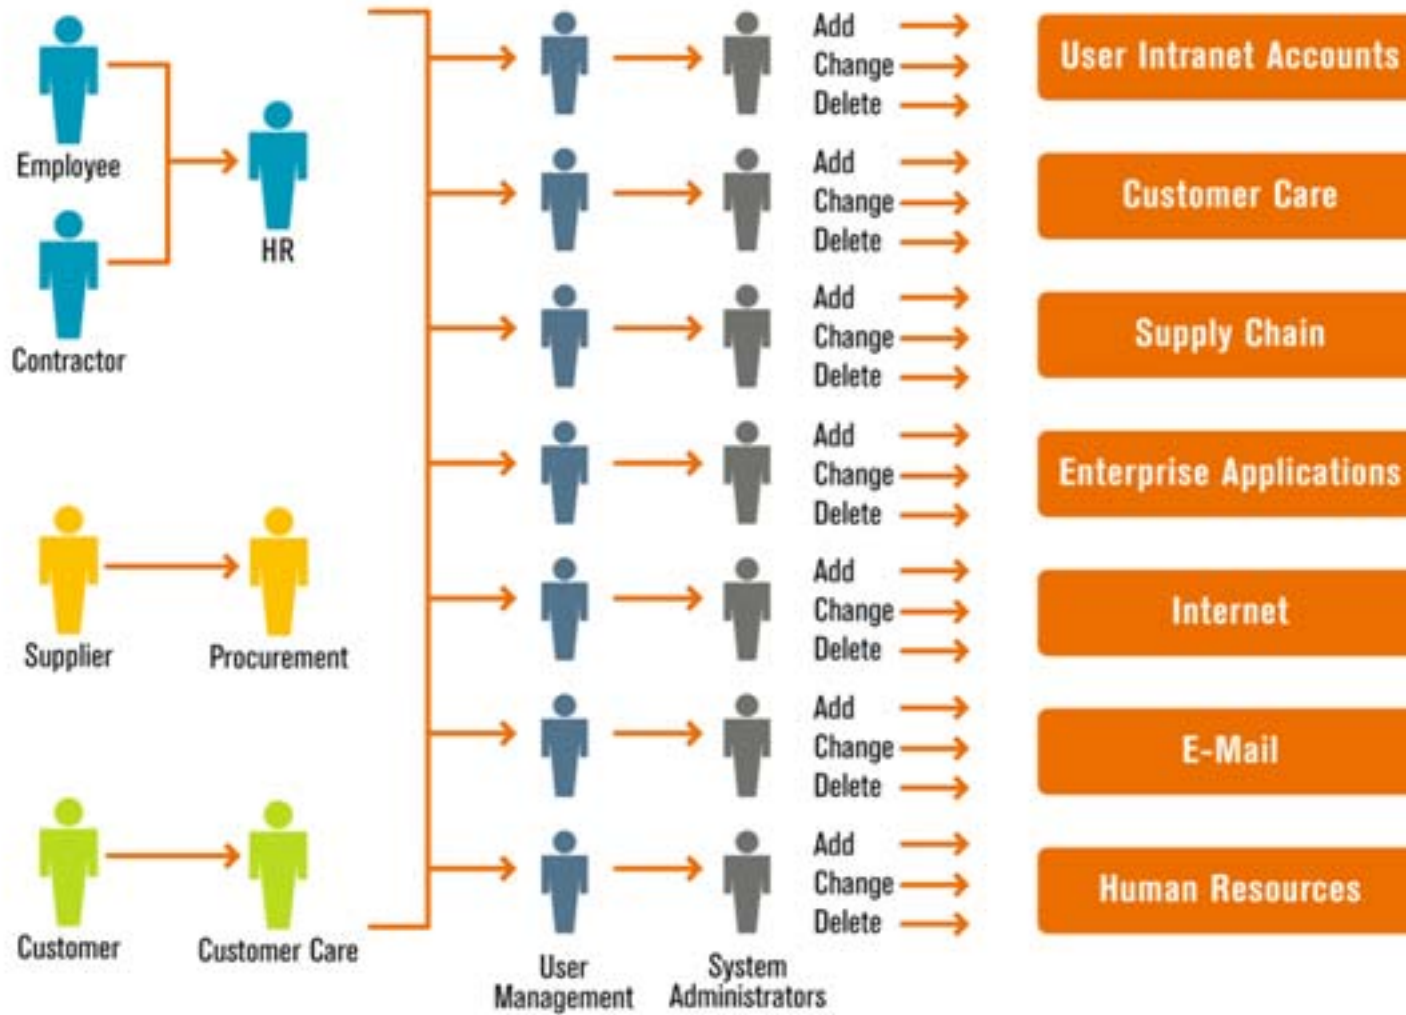 Employee
Contractor
HR
Supplier
Procurement
Customer
Customer Care
User
Management
System
Administrators
Add
Change
Delete
User Intranet Accounts
Add
Change
Delete
Customer Care
Add
Change
Delete
Supply Chain
Add
Change
Delete
Enterprise Applications
Add
Change
Delete
Internet
Add
Change
Delete
E-Mail
Add
Change
Delete
Human Resources